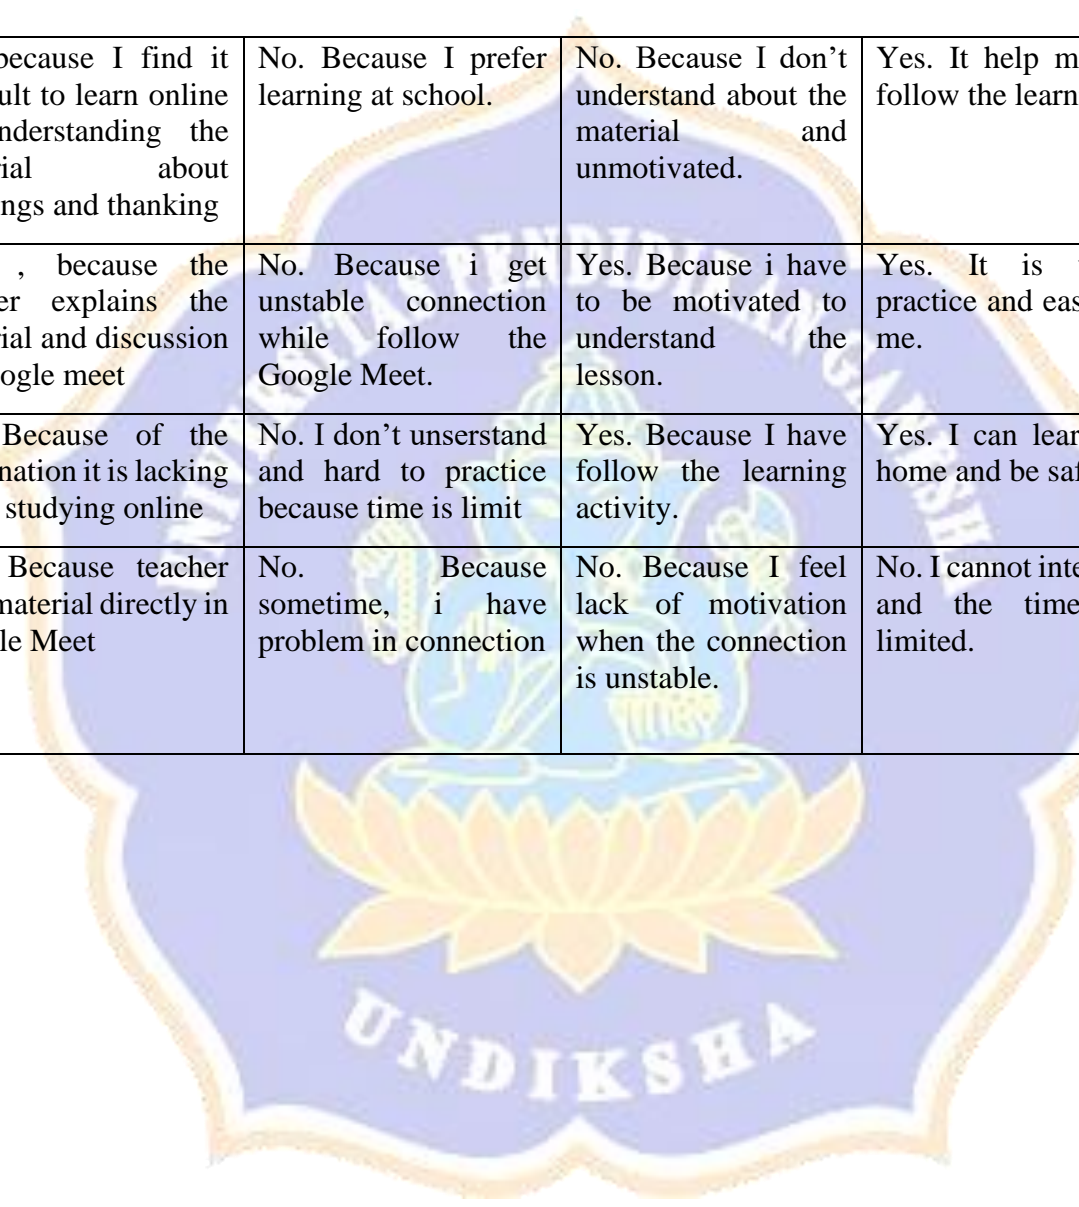 because I find it
ult to learn online
nderstanding the
rial about
ngs and thanking
No. Because I prefer
learning at school.
No. Because I don't
understand about the
material and
unmotivated.
Yes. It help m
follow the learn
, because the
er explains the
rial and discussion
ogle meet
No. Because i get
unstable connection
while follow the
Google Meet.
Yes. Because i have
to be motivated to
understand the
lesson.
Yes. It is
practice and eas
me.
Because of the
nation it is lacking
studying online
No. I don't unserstand
and hard to practice
because time is limit
Yes. Because I have
follow the learning
activity.
Yes. I can lear
home and be saf
Because teacher
material directly in
le Meet
No. Because
sometime, i have
problem in connection
No. Because I feel
lack of motivation
when the connection
is unstable.
No. I cannot inte
and the time
limited.
UNIVERSITAS PENDIDIKAN GANESHA
UNDIKSHA